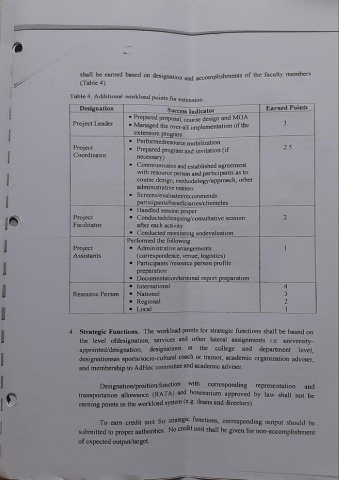 shall be earned based on designation and accomplishments of the faculty members
(Table 4)
Table 4. Additional workload points for extension
Designation Success Indicator Earned Points
Project Leader
• Prepared proposal, course design and MOA
• Managed the over-all implementation of the
extension program
3
Project
Coordinator
• Performed resource mobilization
• Prepared program and invitation (if
necessary)
• Communicates and established agreement
with resource person and participants as to
course design, methodology/approach, other
administrative matters
• Screens/evaluates/recommends
participants/beneficiaries/clienteles
2.5
Project
Facilitator
• Handled session proper
• Conducted consultative session
after each activity
• Conducted monitoring andevaluation
2
Project
Assistants
Performed the following
• Administrative arrangements
(correspondence, venue, logistics)
• Participants'/resource person profile
preparation
• Documentation/terminal report preparation
1
Resource Person
• International 4
• National 3
• Regional 2
• Local 1
4. Strategic Functions. The workload points for strategic functions shall be based on
the level ofdesignation, services and other lateral assignments i.e. university-
appointed/designation, designations at the college and department level,
designationas sports/socio-cultural coach or trainor, academic organization adviser,
and membership to AdHoc committee and academic adviser.
Designation/position/function with corresponding representation and
transportation allowance (RATA) and honorarium approved by law shall not be
earning points in the workload system (e.g. deans and directors).
To earn credit unit for strategic functions, corresponding output should be
submitted to proper authorities. No credit unit shall be given for non-accomplishment
of expected output/target.